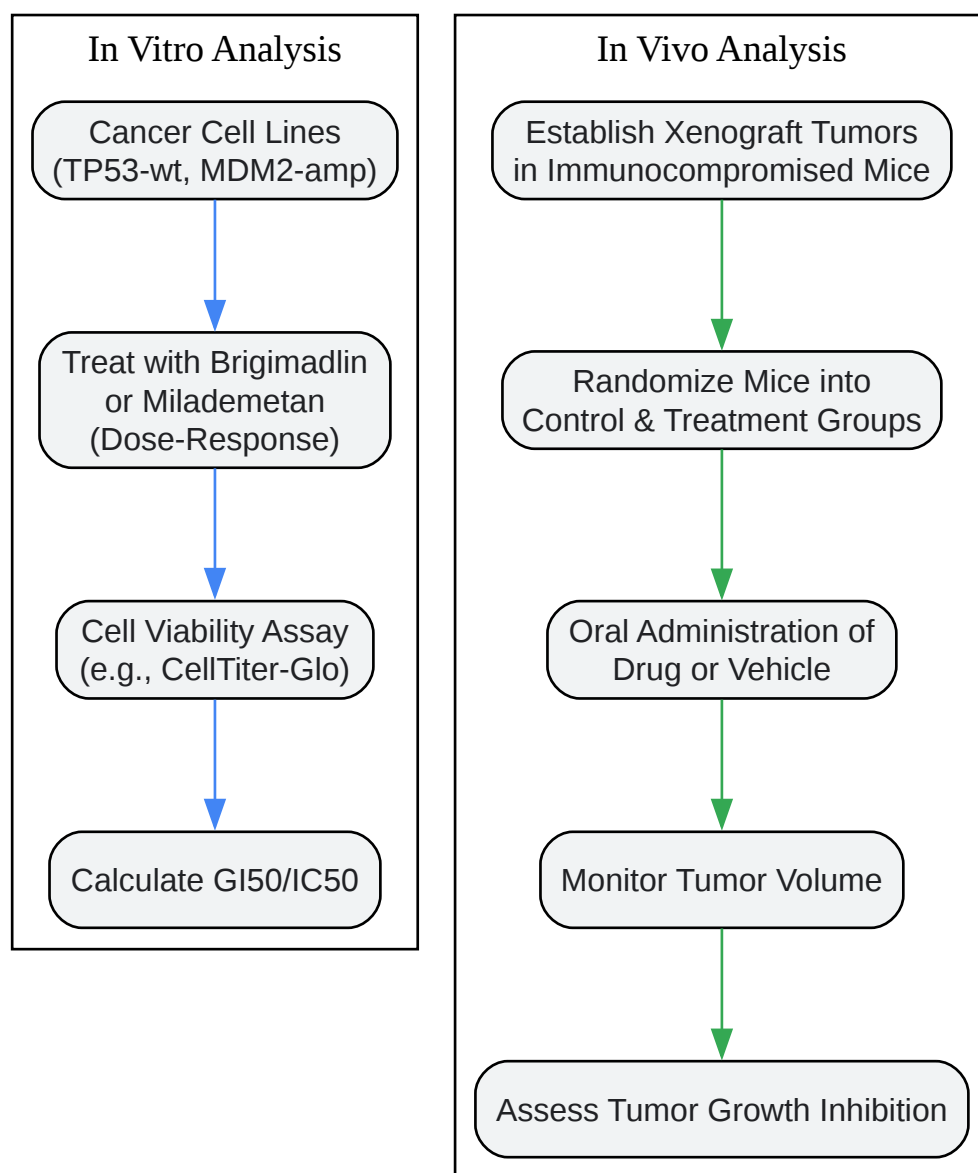 In Vitro Analysis
Cancer Cell Lines
(TP53-wt, MDM2-amp)
Treat with Brigimadlin
or Milademetan
(Dose-Response)
Cell Viability Assay
(e.g., CellTiter-Glo)
Calculate GI50/IC50
In Vivo Analysis
Establish Xenograft Tumors
in Immunocompromised Mice
Randomize Mice into
Control & Treatment Groups
Oral Administration of
Drug or Vehicle
Monitor Tumor Volume
Assess Tumor Growth Inhibition